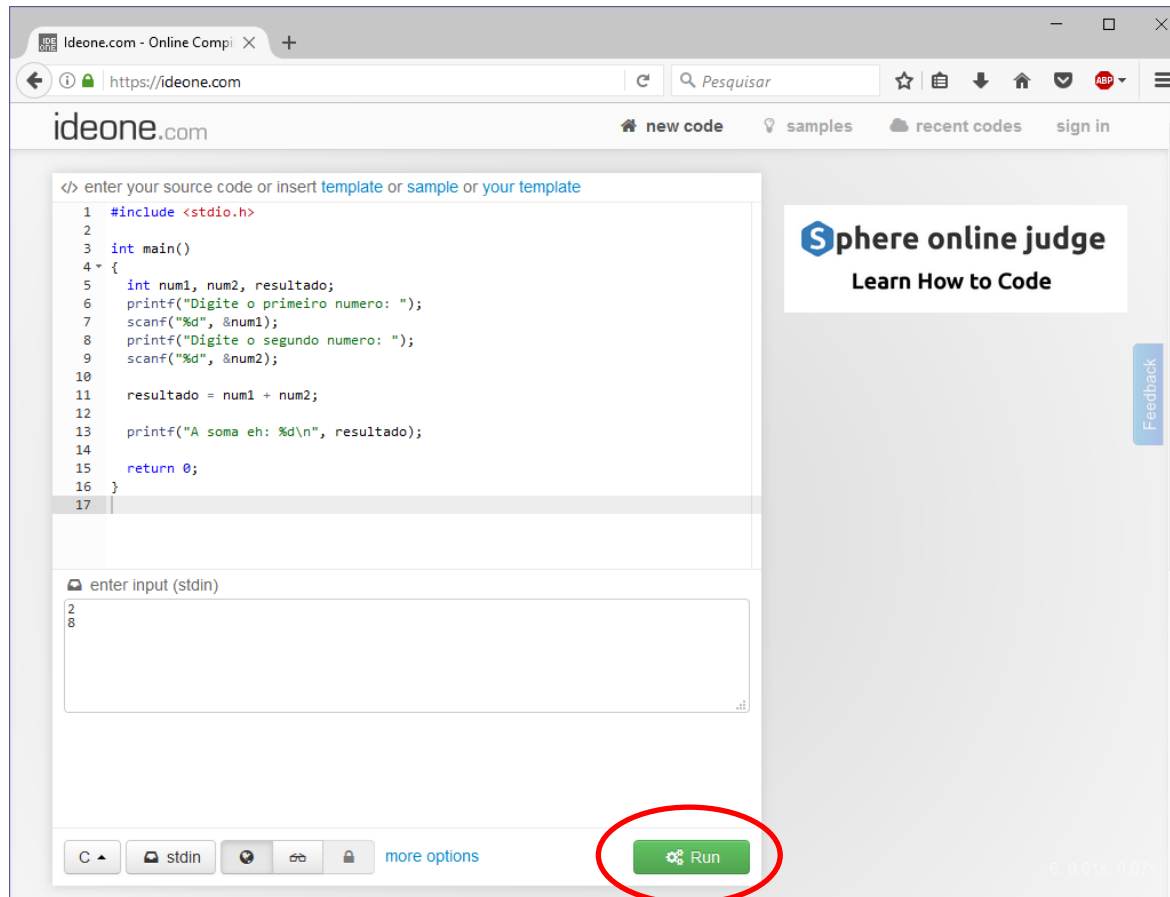 IDE ONE Ideone.com - Online Compil
https://ideone.com
Pesquisar
ABP
ideone.com
new code samples recent codes sign in
</> enter your source code or insert template or sample or your template
1 #include <stdio.h>
2
3 int main()
4 {
5 int num1, num2, resultado;
6 printf("Digite o primeiro numero: ");
7 scanf("%d", &num1);
8 printf("Digite o segundo numero: ");
9 scanf("%d", &num2);
10
11 resultado = num1 + num2;
12
13 printf("A soma eh: %d\n", resultado);
14
15 return 0;
16 }
17
Sphere online judge
Learn How to Code
Feedback
enter input (stdin)
2
8
C stdin more options Run